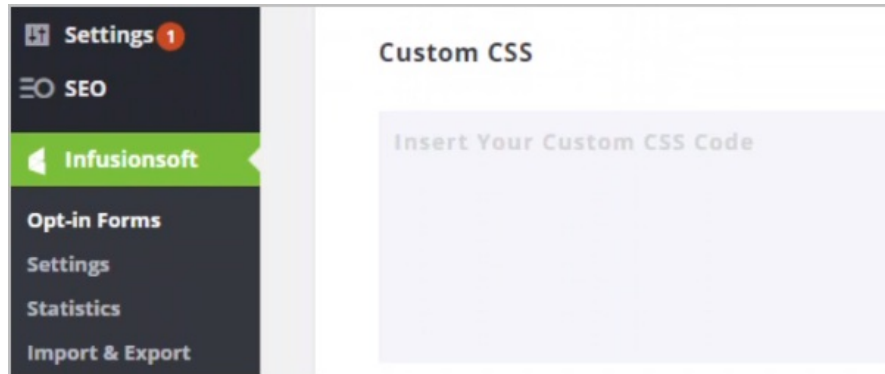 Settings 1
SEO
Infusionsoft
Opt-in Forms
Settings
Statistics
Import & Export
Custom CSS
Insert Your Custom CSS Code